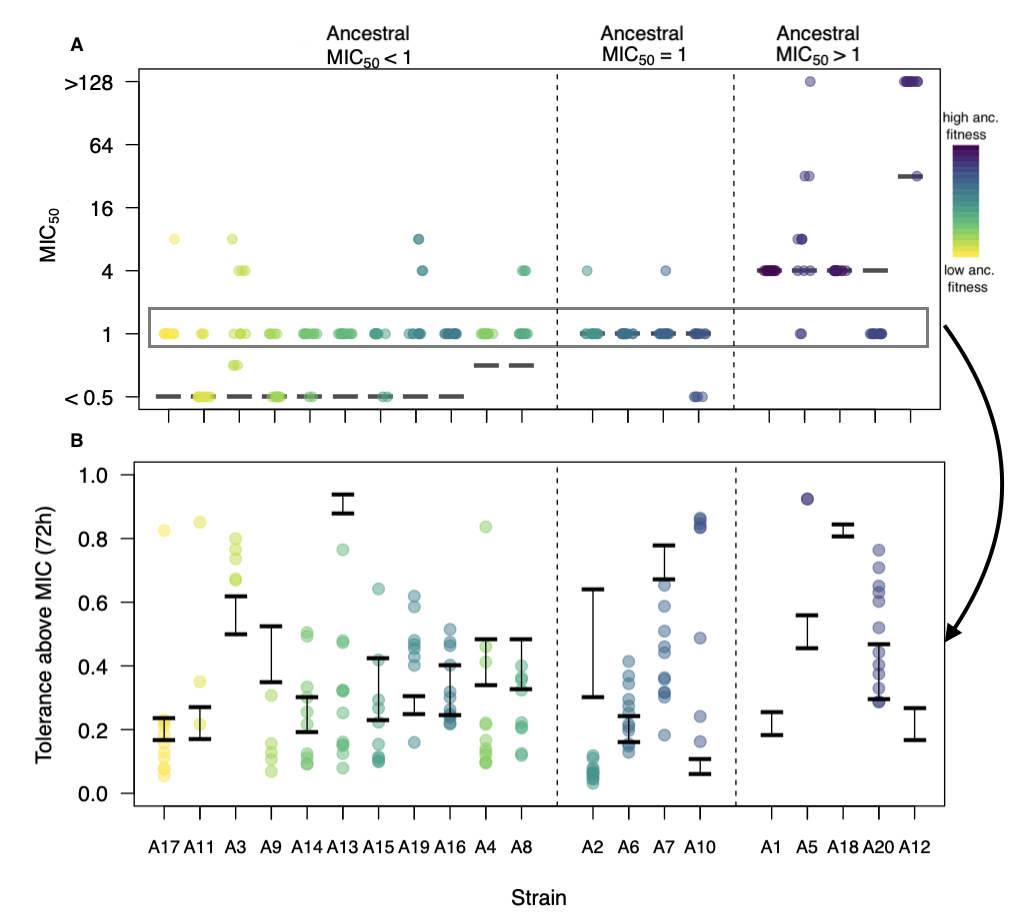 A
Ancestral
MIC50 < 1
Ancestral
MIC50 = 1
Ancestral
MIC50 > 1
>128
64
16
4
1
< 0.5
MIC50
high anc.
fitness
low anc.
fitness
B
1.0
0.8
0.6
0.4
0.2
0.0
Tolerance above MIC (72h)
A17 A11 A3 A9 A14 A13 A15 A19 A16 A4 A8 A2 A6 A7 A10 A1 A5 A18 A20 A12
Strain